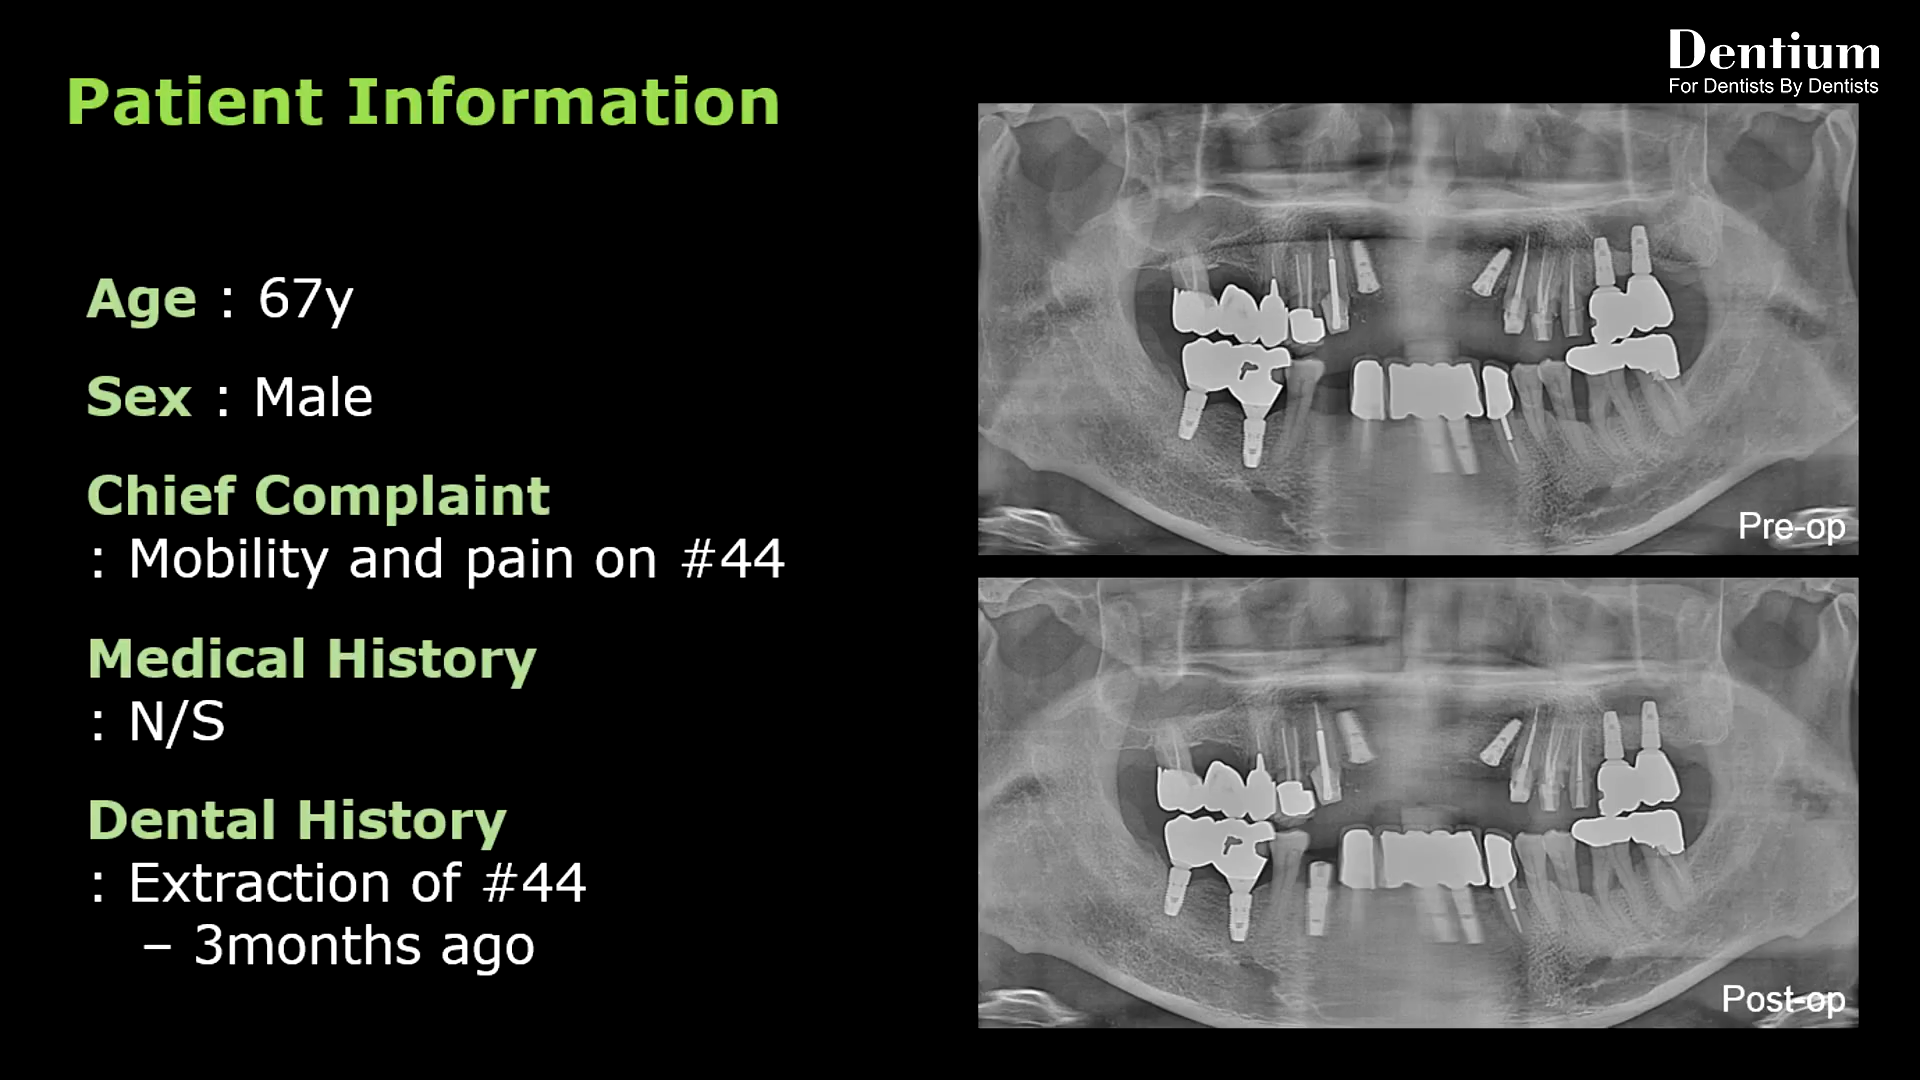 Dentium
For Dentists By Dentists
Patient Information
Age : 67y
Sex : Male
Chief Complaint
: Mobility and pain on #44
Medical History
: N/S
Dental History
: Extraction of #44
– 3months ago
Pre-op
Post-op